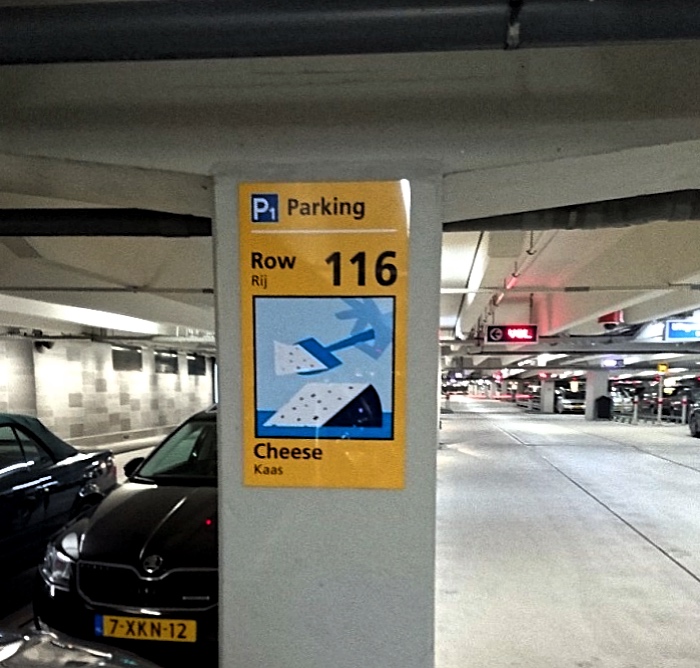 P1 Parking
Row 116
Rij
Cheese
Kaas
VOL
7-XKN-12